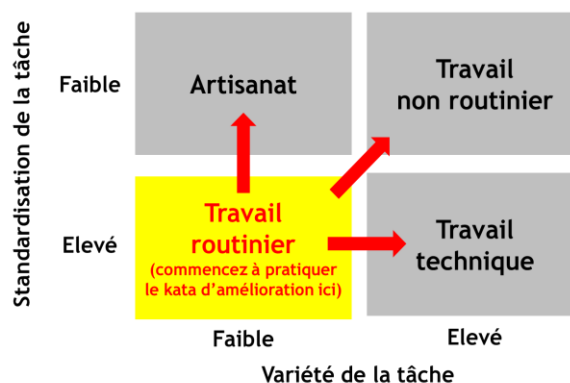 Standardisation de la tâche
Faible
Artisanat
Travail
non routinier
Elevé
Travail
routinier
(commencez à pratiquer
le kata d'amélioration ici)
Travail
technique
Faible
Elevé
Variété de la tâche